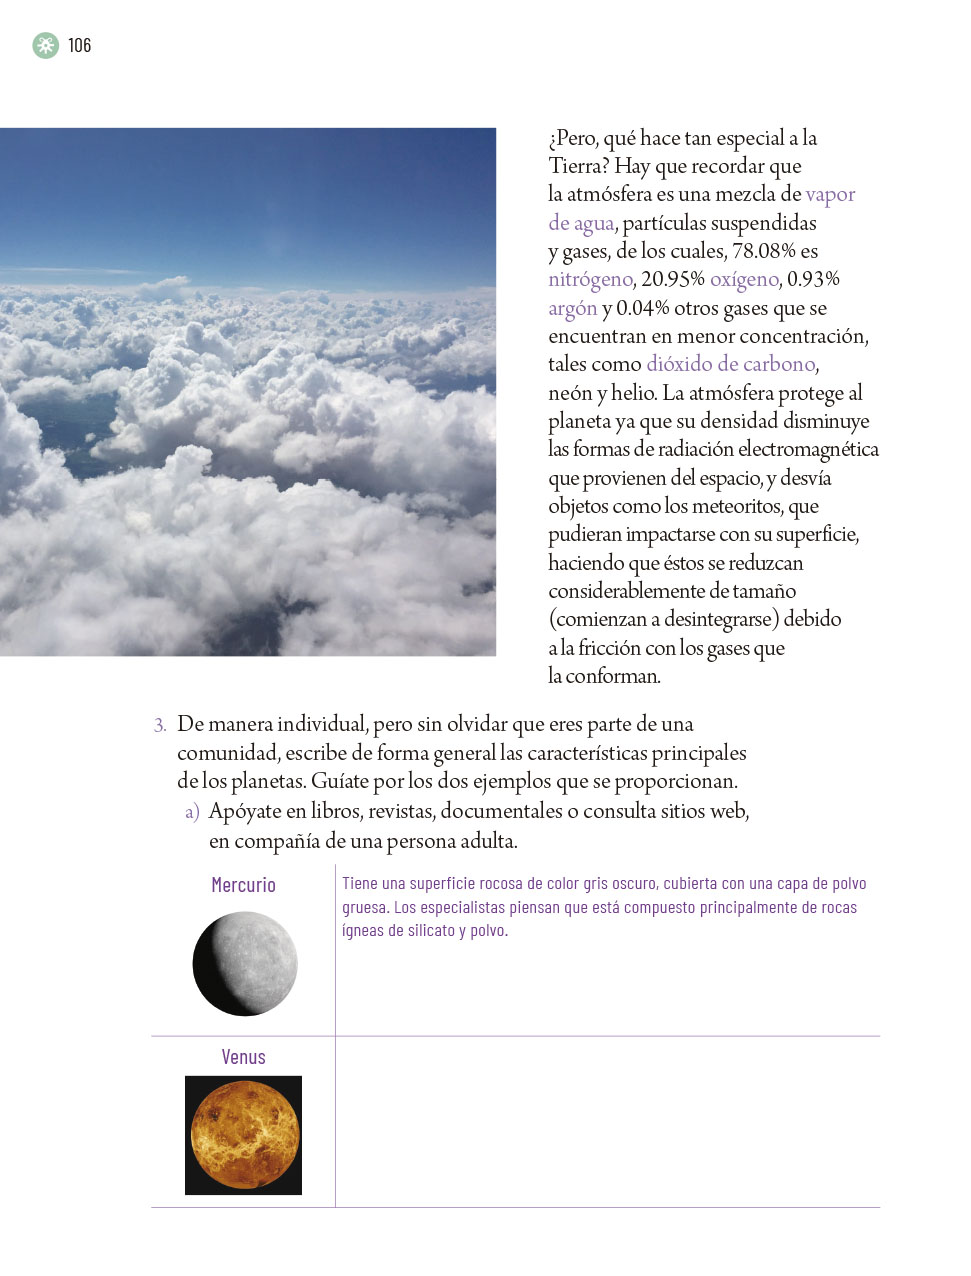 106
¿Pero, qué hace tan especial a la
Tierra? Hay que recordar que
la atmósfera es una mezcla de vapor
de agua, partículas suspendidas
y gases, de los cuales, 78.08% es
nitrógeno, 20.95% oxígeno, 0.93%
argón y 0.04% otros gases que se
encuentran en menor concentración,
tales como dióxido de carbono,
neón y helio. La atmósfera protege al
planeta ya que su densidad disminuye
las formas de radiación electromagnética
que provienen del espacio, y desvía
objetos como los meteoritos, que
pudieran impactarse con su superficie,
haciendo que éstos se reduzcan
considerablemente de tamaño
(comienzan a desintegrarse) debido
a la fricción con los gases que
la conforman.
3. De manera individual, pero sin olvidar que eres parte de una
comunidad, escribe de forma general las características principales
de los planetas. Guíate por los dos ejemplos que se proporcionan.
a) Apóyate en libros, revistas, documentales o consulta sitios web,
en compañía de una persona adulta.
Mercurio
Tiene una superficie rocosa de color gris oscuro, cubierta con una capa de polvo
gruesa. Los especialistas piensan que está compuesto principalmente de rocas
ígneas de silicato y polvo.
Venus